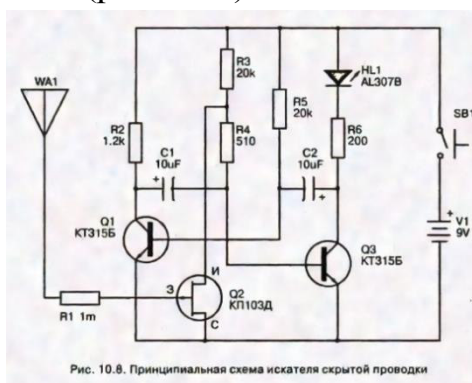 WA1
R3
20k
HL1
AL307B
R5
20k
SB1
R2
1.2k
C1
10uF
R4
510
C2
10uF
R6
200
+
+
+
V1
9V
Q1
КТ315Б
Q3
КТ315Б
И
З
Q2
КП103Д
С
R1 1m
Рис. 10.8. Принципиальная схема искателя скрытой проводки